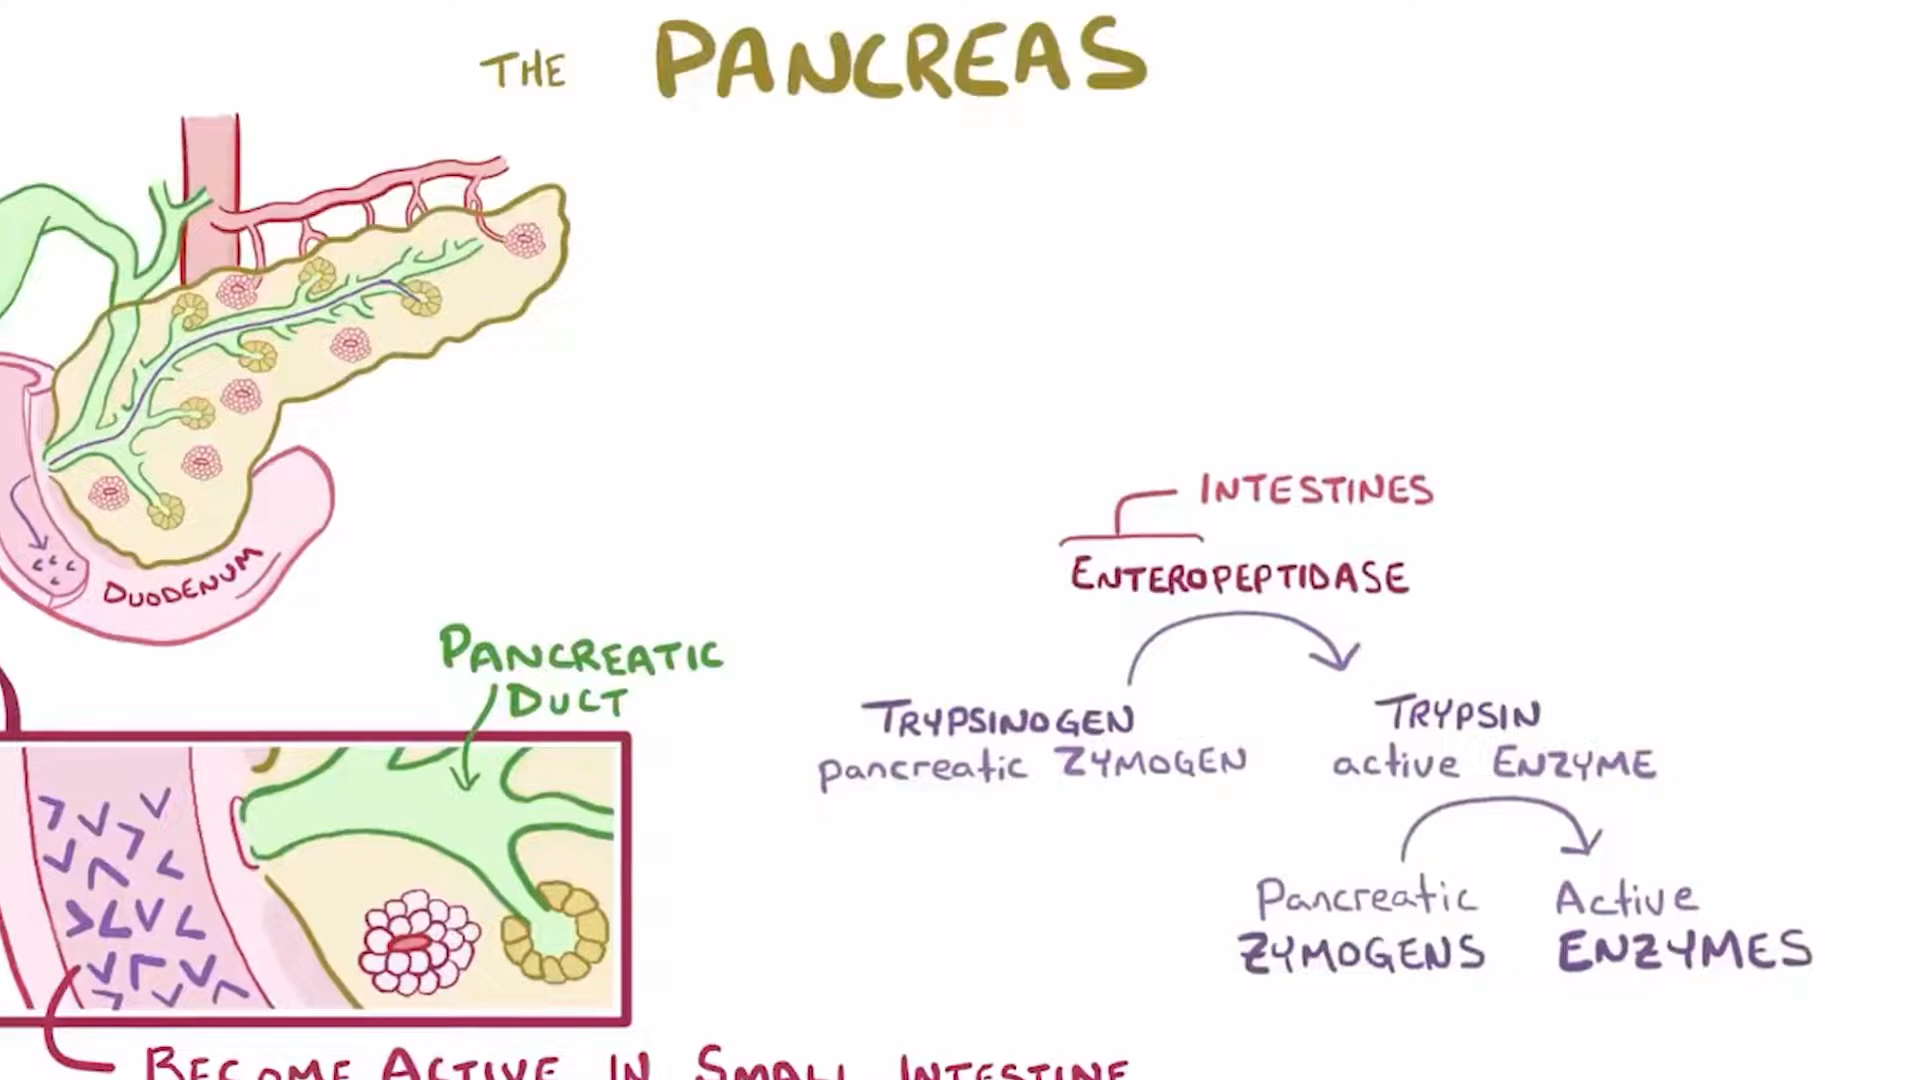 THE PANCREAS
INTESTINES
ENTEROPEPTIDASE
DUODENUM
PANCREATIC
DUCT
TRYPSINOGEN
pancreatic ZYMOGEN
TRYPSIN
active ENZYME
Pancreatic
ZYMOGENS
Active
ENZYMES
BECOME ACTIVE IN SMALL INTESTINE